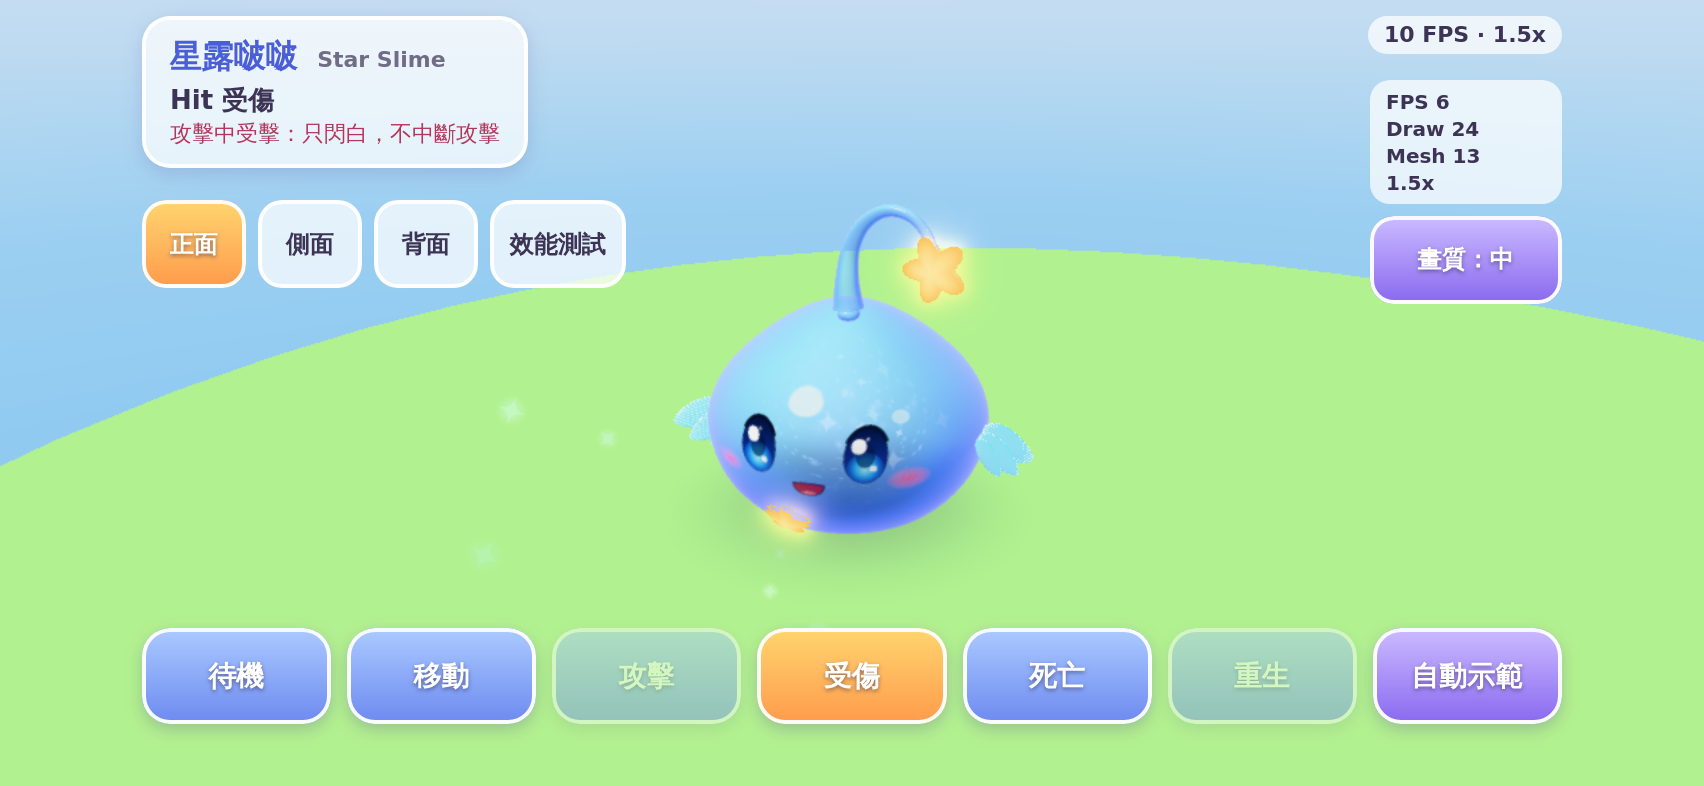 星露啵啵 Star Slime
Hit 受傷
攻擊中受擊：只閃白，不中斷攻擊
10 FPS · 1.5x
FPS 6
Draw 24
Mesh 13
1.5x
正面 側面 背面 效能測試
畫質：中
待機 移動 攻擊 受傷 死亡 重生 自動示範